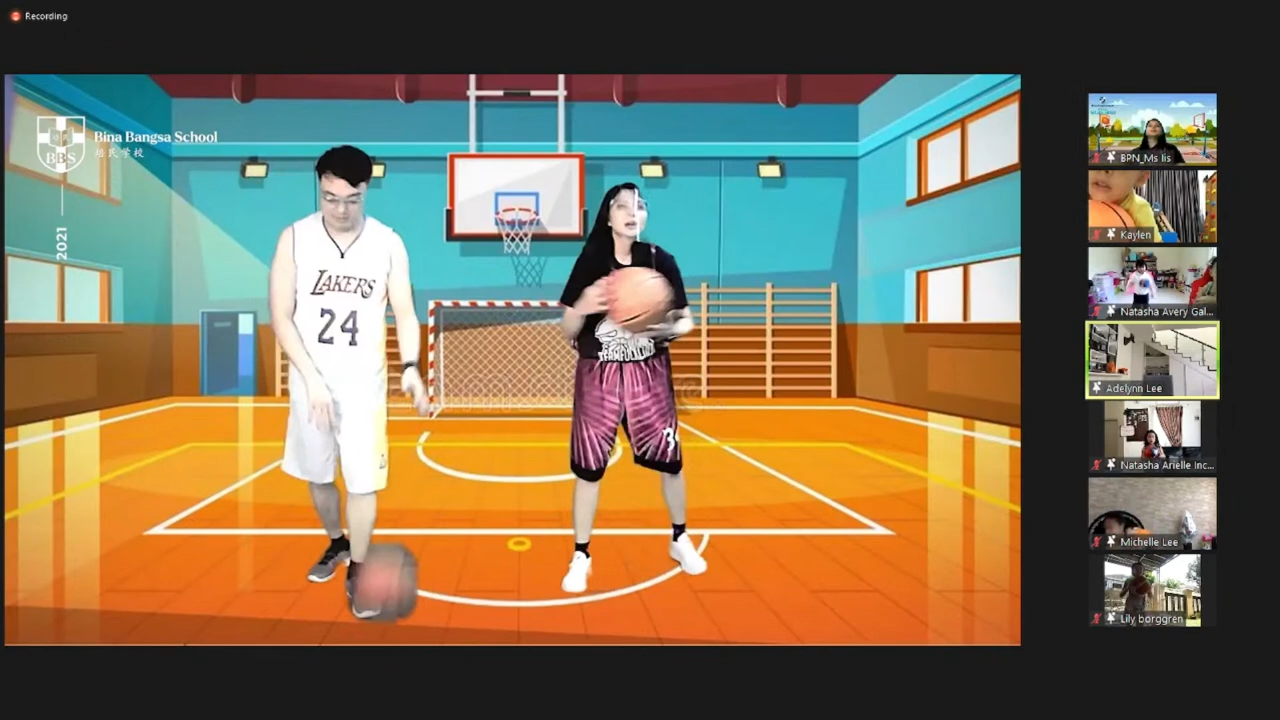 Recording
Bina Bangsa School
培氏学校
BBS
2021
LAKERS
24
BPN_Ms Iis
Kaylen
Natasha Avery Gal...
Adelynn Lee
Natasha Arielle Inc...
Michelle Lee
Lily borggren